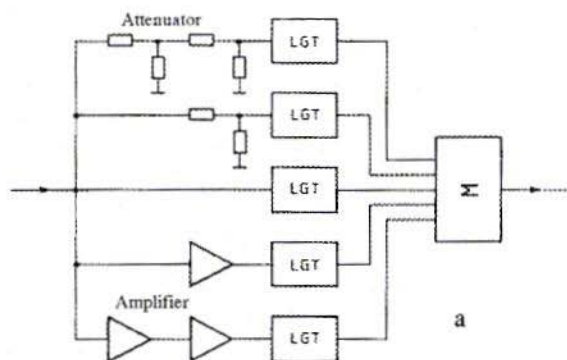 Attenuator
LGT
LGT
LGT
Σ
LGT
Amplifier
LGT
a